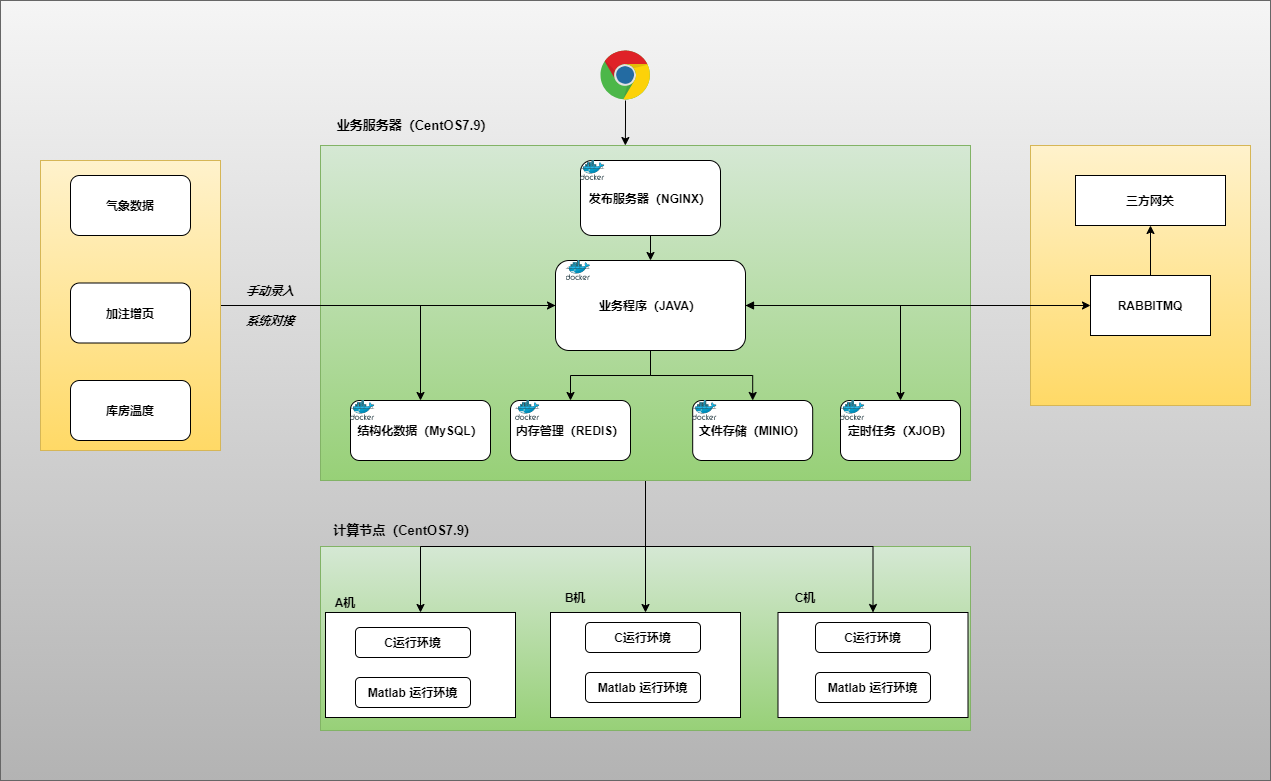 业务服务器（CentOS7.9)
docker
发布服务器（NGINX）
气象数据
加注增页
库房温度
手动录入
系统对接
docker
业务程序（JAVA）
三方网关
RABBITMQ
docker
结构化数据（MySQL）
docker
内存管理（REDIS）
docker
文件存储（MINIO）
docker
定时任务（XJOB）
计算节点（CentOS7.9)
A机
C运行环境
Matlab 运行环境
B机
C运行环境
Matlab 运行环境
C机
C运行环境
Matlab 运行环境